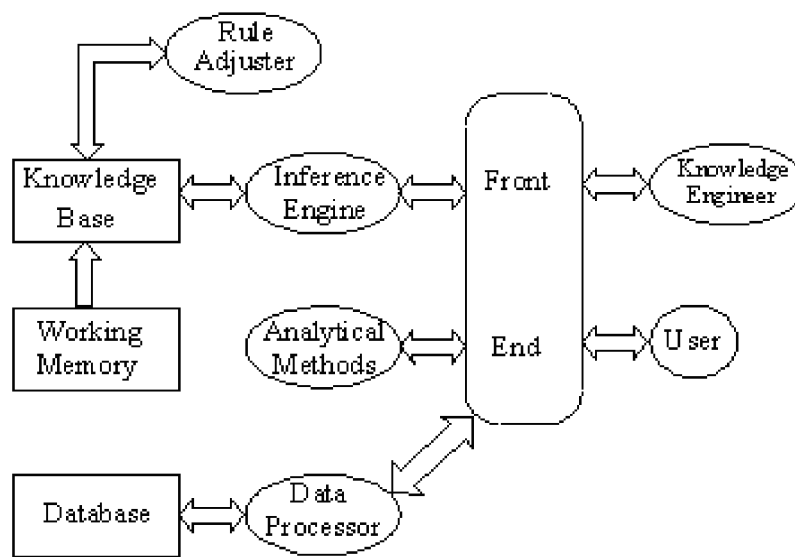 Rule
Adjuster
Knowledge
Base
Inference
Engine
Front
Knowledge
Engineer
Working
Memory
Analytical
Methods
End
User
Database
Data
Processor